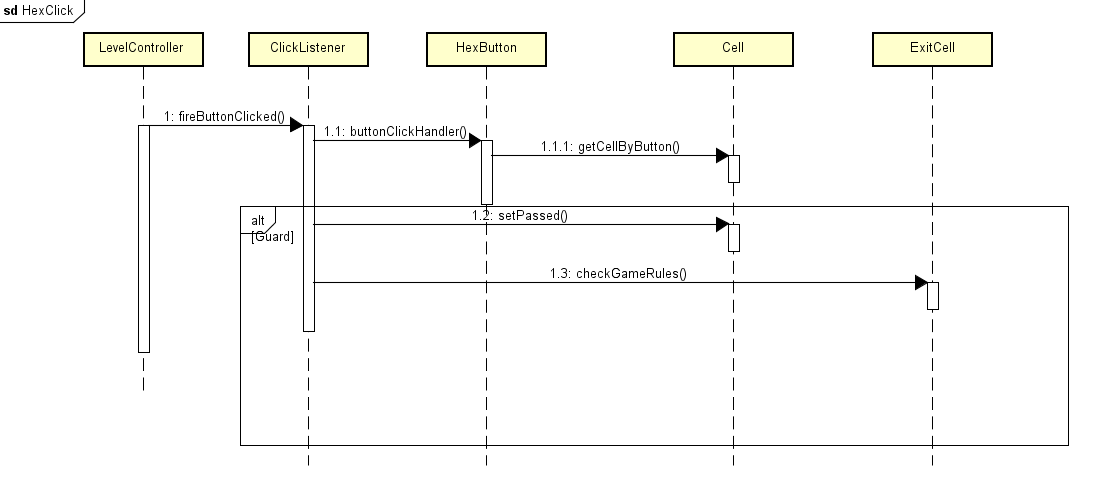 sd HexClick
LevelController
ClickListener
HexButton
Cell
ExitCell
1: fireButtonClicked()
1.1: buttonClickHandler()
1.1.1: getCellByButton()
alt
1.2: setPassed()
[Guard]
1.3: checkGameRules()